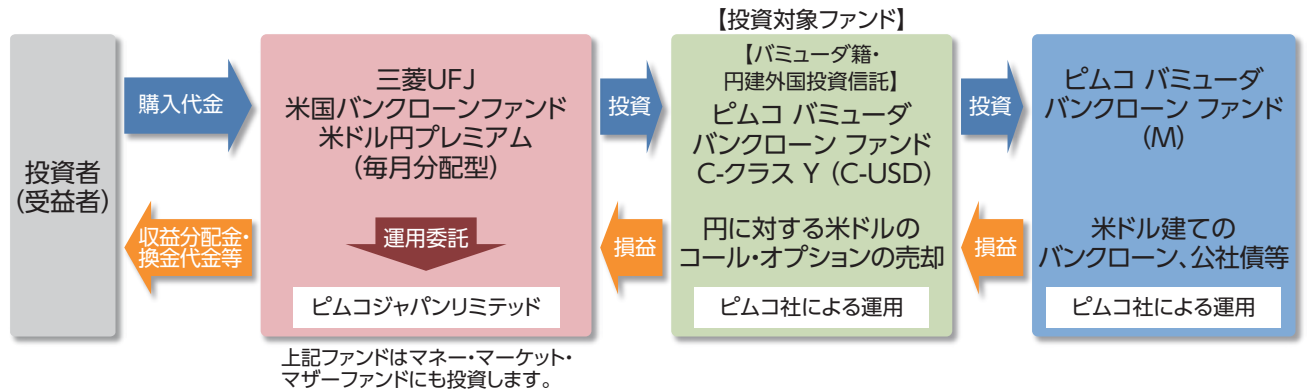 【投資対象ファンド】
投資者
(受益者)
購入代金
収益分配金・
換金代金等
三菱UFJ
米国バンクローンファンド
米ドル円プレミアム
(毎月分配型)
運用委託
ピムコジャパンリミテッド
上記ファンドはマネー・マーケット・
マザーファンドにも投資します。
投資
損益
【バミューダ籍・
円建外国投資信託】
ピムコ バミューダ
バンクローン ファンド
C-クラス Y (C-USD)
円に対する米ドルの
コール・オプションの売却
ピムコ社による運用
投資
損益
ピムコ バミューダ
バンクローン ファンド
(M)
米ドル建ての
バンクローン、公社債等
ピムコ社による運用